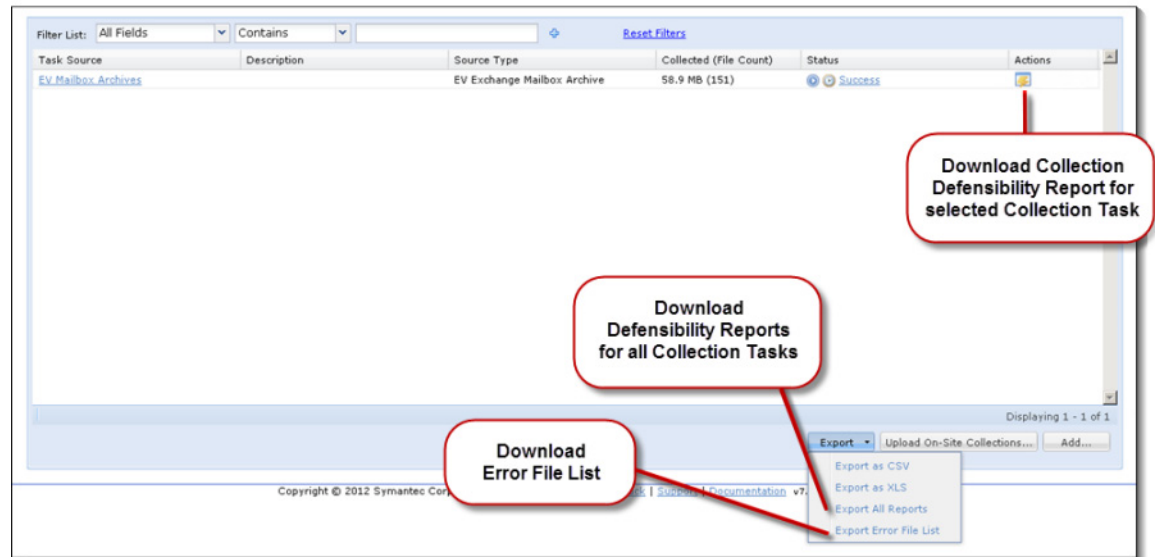 Filter List: All Fields Contains Reset Filters
Task Source Description Source Type Collected (File Count) Status Actions
EV Mailbox Archives EV Exchange Mailbox Archive 58.9 MB (151) Success
Download Collection
Defensibility Report for
selected Collection Task
Download
Defensibility Reports
for all Collection Tasks
Displaying 1 - 1 of 1
Export Upload On-Site Collections... Add...
Download
Error File List
Export as CSV
Export as XLS
Export All Reports
Export Error File List
Copyright © 2012 Symantec | Support | Documentation v7.